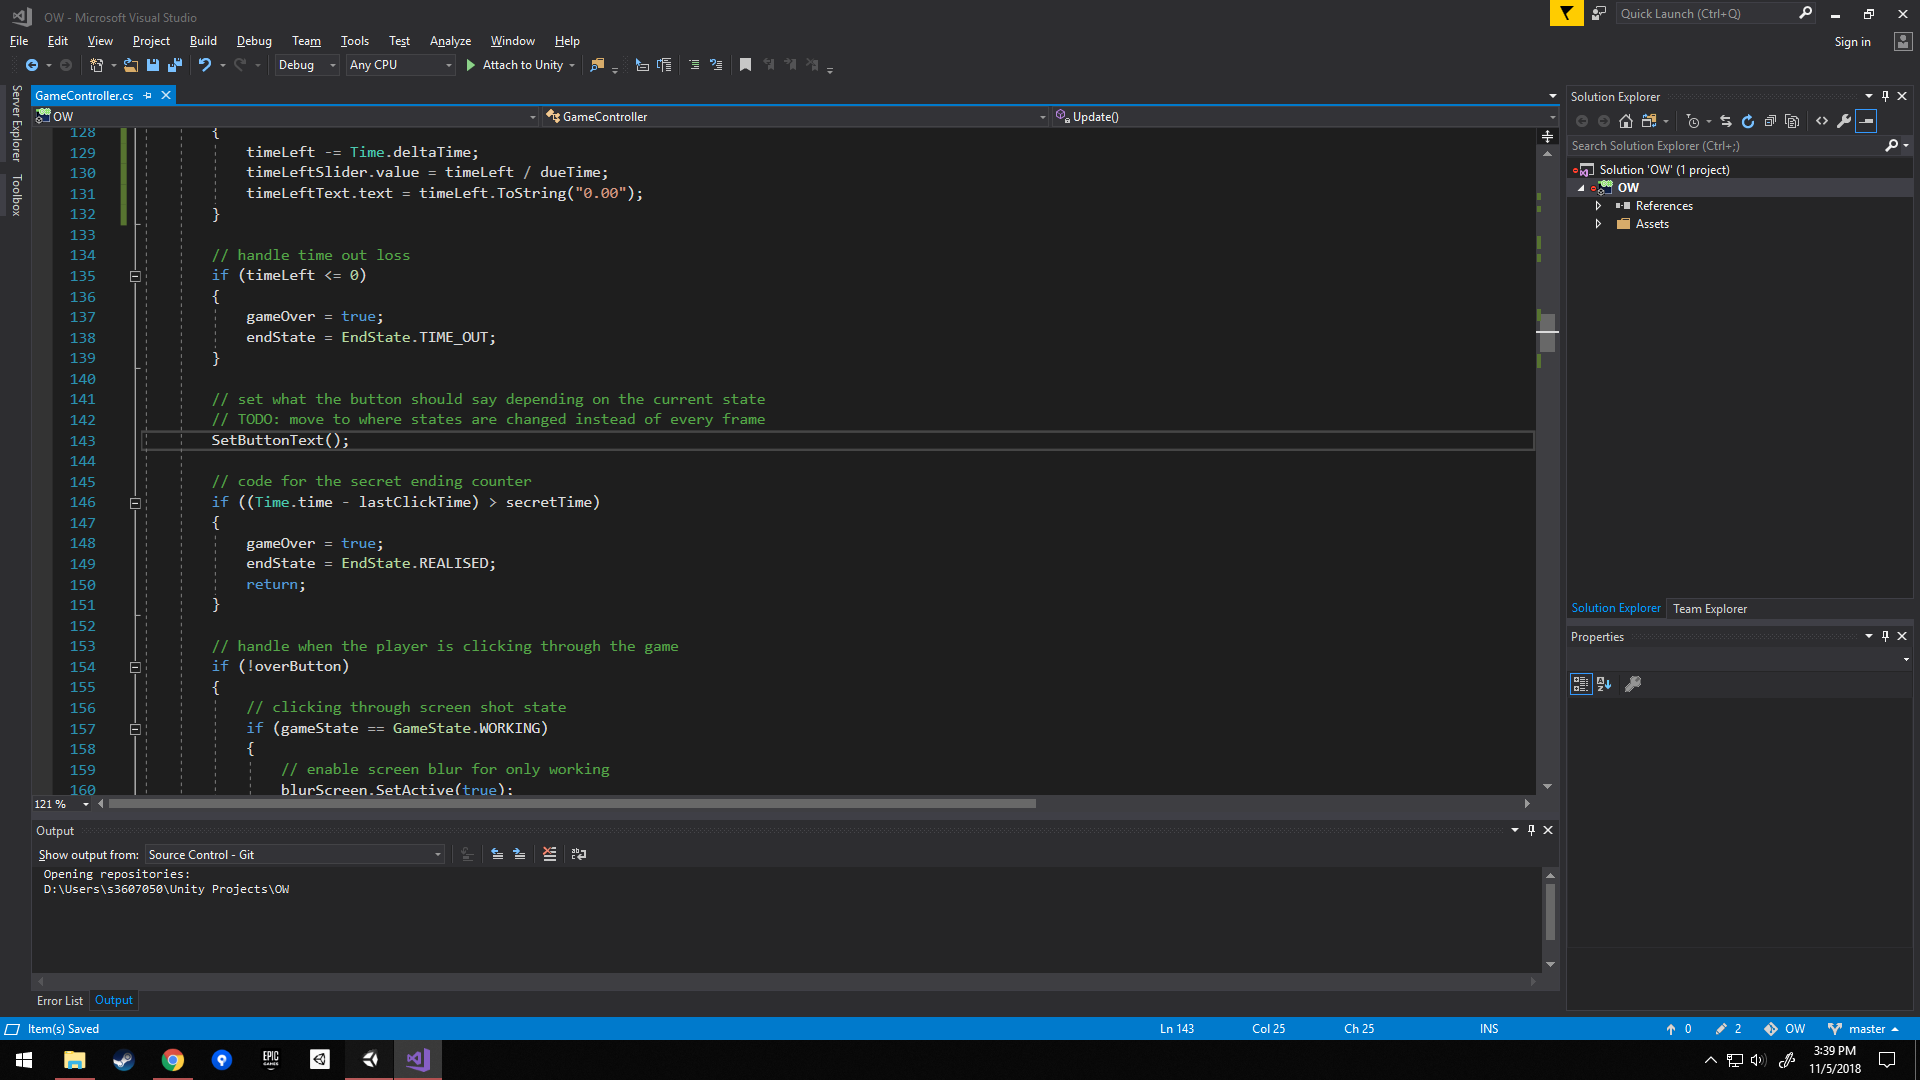 OW - Microsoft Visual Studio
Quick Launch (Ctrl+Q)
File Edit View Project Build Debug Team Tools Test Analyze Window Help
Sign in
Debug Any CPU Attach to Unity
Server Explorer
Toolbox
GameController.cs
OW GameController Update()
128 {
129 timeLeft -= Time.deltaTime;
130 timeLeftSlider.value = timeLeft / dueTime;
131 timeLeftText.text = timeLeft.ToString("0.00");
132 }
133
134 // handle time out loss
135 if (timeLeft <= 0)
136 {
137 gameOver = true;
138 endState = EndState.TIME_OUT;
139 }
140
141 // set what the button should say depending on the current state
142 // TODO: move to where states are changed instead of every frame
143 SetButtonText();
144
145 // code for the secret ending counter
146 if ((Time.time - lastClickTime) > secretTime)
147 {
148 gameOver = true;
149 endState = EndState.REALISED;
150 return;
151 }
152
153 // handle when the player is clicking through the game
154 if (!overButton)
155 {
156 // clicking through screen shot state
157 if (gameState == GameState.WORKING)
158 {
159 // enable screen blur for only working
160 blurScreen.SetActive(true);
121 %
Solution Explorer
Search Solution Explorer (Ctrl+;)
Solution 'OW' (1 project)
OW
References
Assets
Solution Explorer Team Explorer
Properties
Output
Show output from: Source Control - Git
Opening repositories:
D:\Users\s3607050\Unity Projects\OW
Error List Output
Item(s) Saved Ln 143 Col 25 Ch 25 INS 0 2 OW master
EPIC GAMES
3:39 PM
11/5/2018